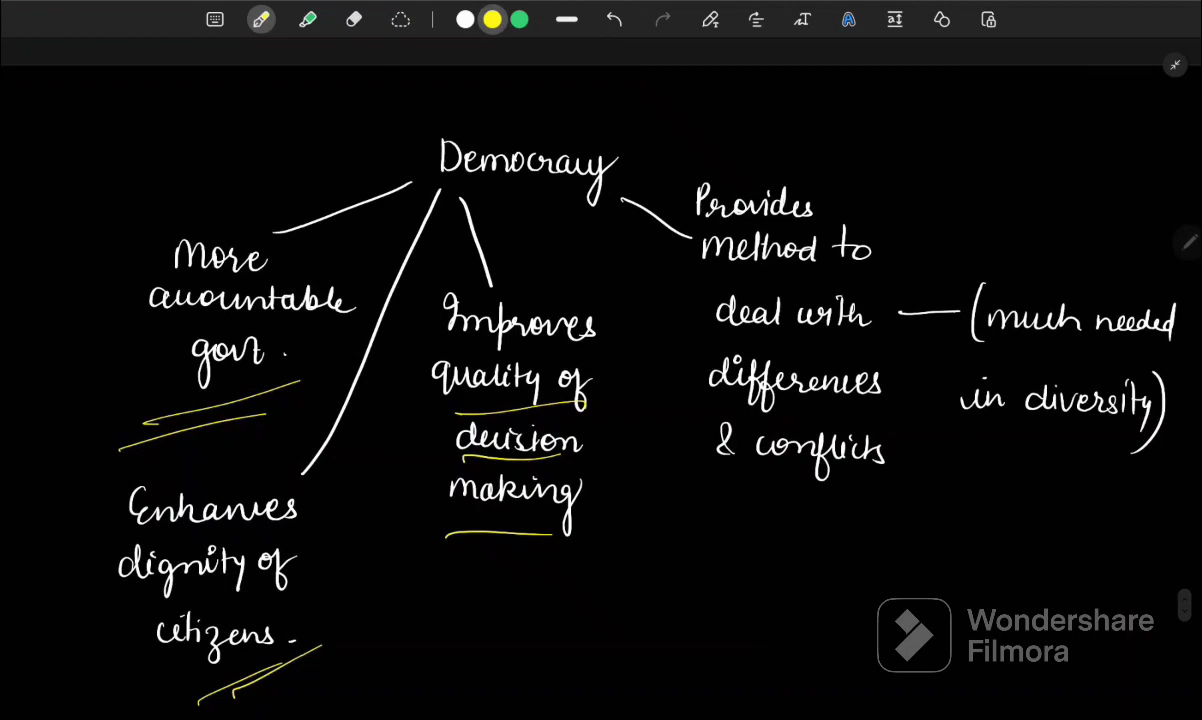 Democracy
More
accountable
govt.
Enhances
dignity of
citizens.
Improves
quality of
decision
making
Provides
method to
deal with
differences
& conflicts
(much needed
in diversity)
Wondershare
Filmora